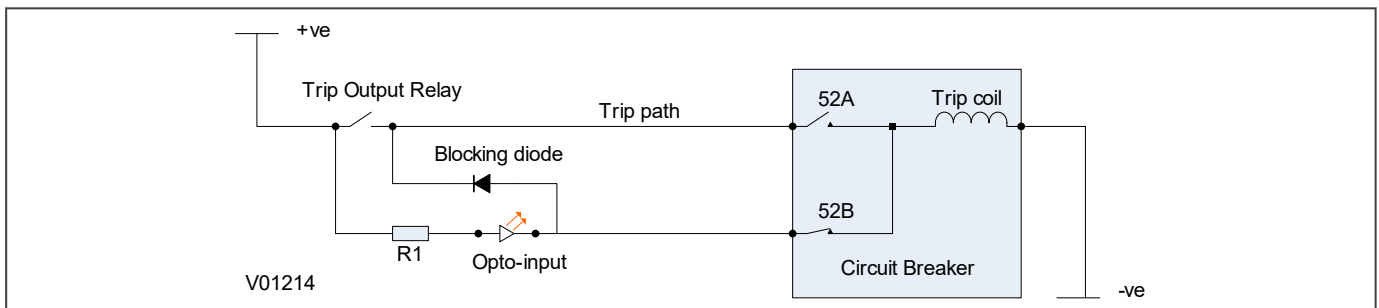 +ve
Trip Output Relay
Trip path
52A
Trip coil
Blocking diode
52B
R1
Opto-input
Circuit Breaker
V01214
-ve